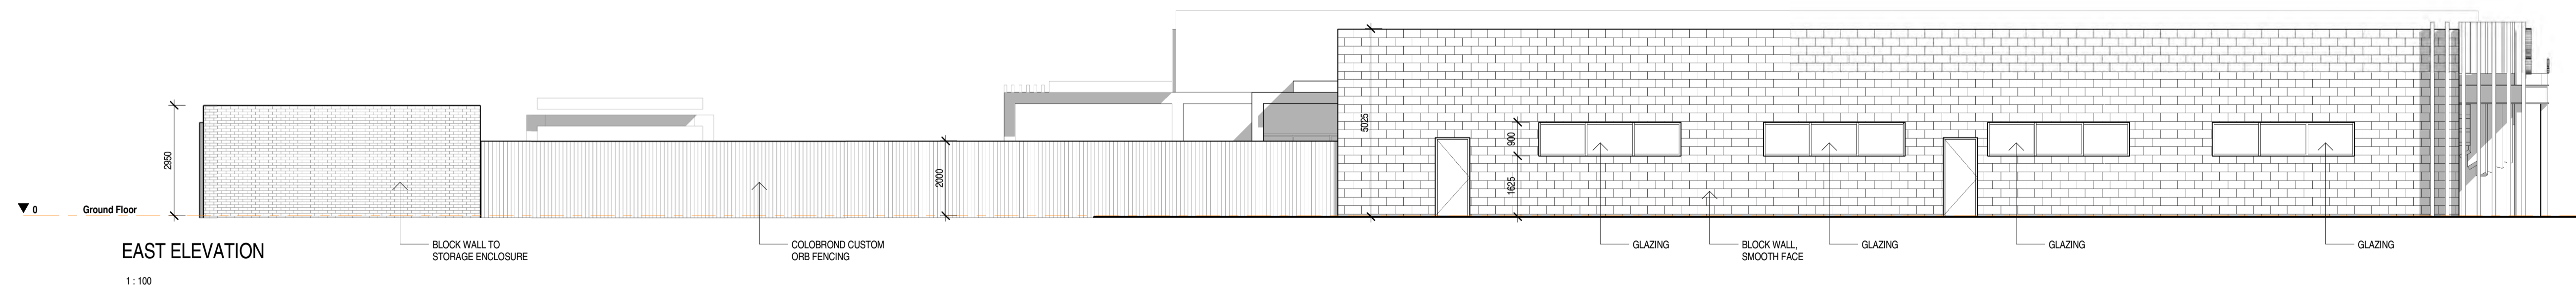 5025
900
2950
2000
1625
0 Ground Floor
EAST ELEVATION
BLOCK WALL TO
STORAGE ENCLOSURE
COLOBROND CUSTOM
ORB FENCING
GLAZING
BLOCK WALL,
SMOOTH FACE
GLAZING
GLAZING
GLAZING
1 : 100